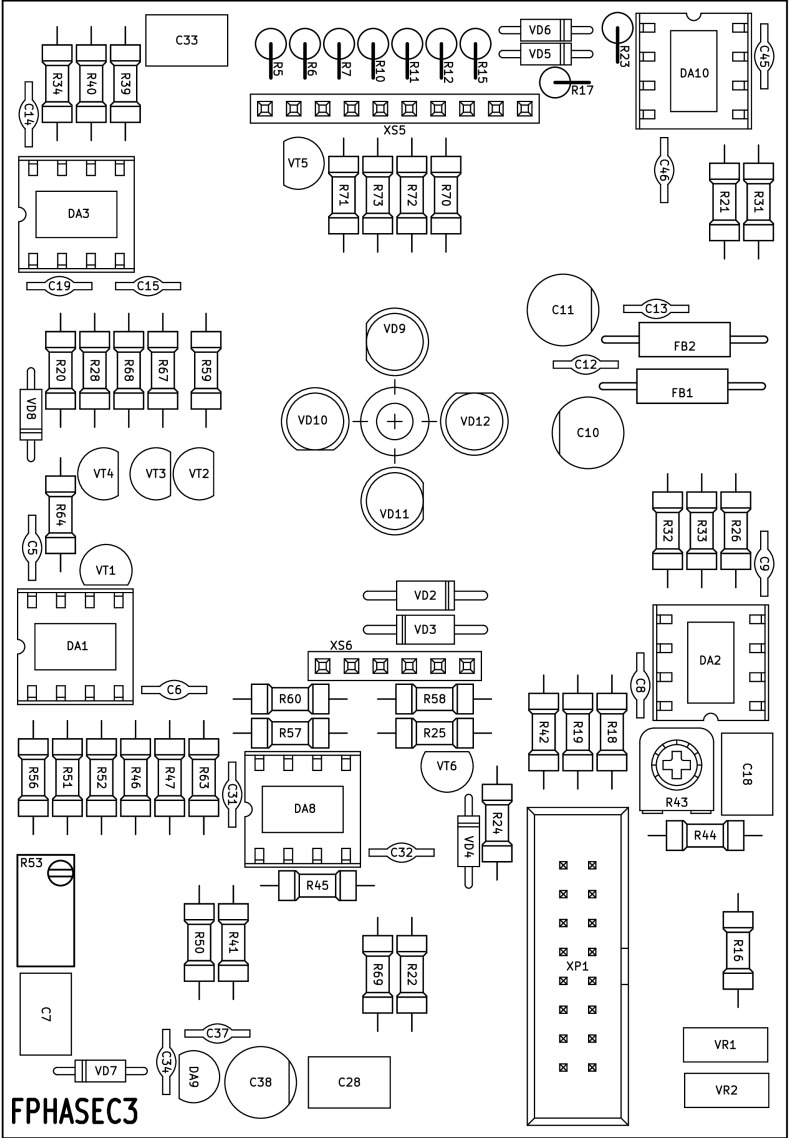 C33
R34
R40
R39
C14
R5
R6
R7
R10
R11
R12
R15
VD6
VD5
R17
R23
DA10
C45
XS5
VT5
R71
R73
R72
R70
C46
R21
R31
DA3
C19
C15
C11
C13
FB2
C12
FB1
VD9
VD10
VD12
VD11
C10
R20
R28
R68
R67
R59
VD8
VT4
VT3
VT2
R64
C5
VT1
R32
R33
R26
C9
DA1
C6
VD2
VD3
XS6
R60
R58
R57
R25
VT6
DA2
C8
R42
R19
R18
R43
C18
R44
R56
R51
R52
R46
R47
R63
C31
DA8
C32
VD4
R24
R45
R53
R50
R41
R69
R22
XP1
R16
C7
C37
C34
VD7
DA9
C38
C28
VR1
VR2
FPHASEC3